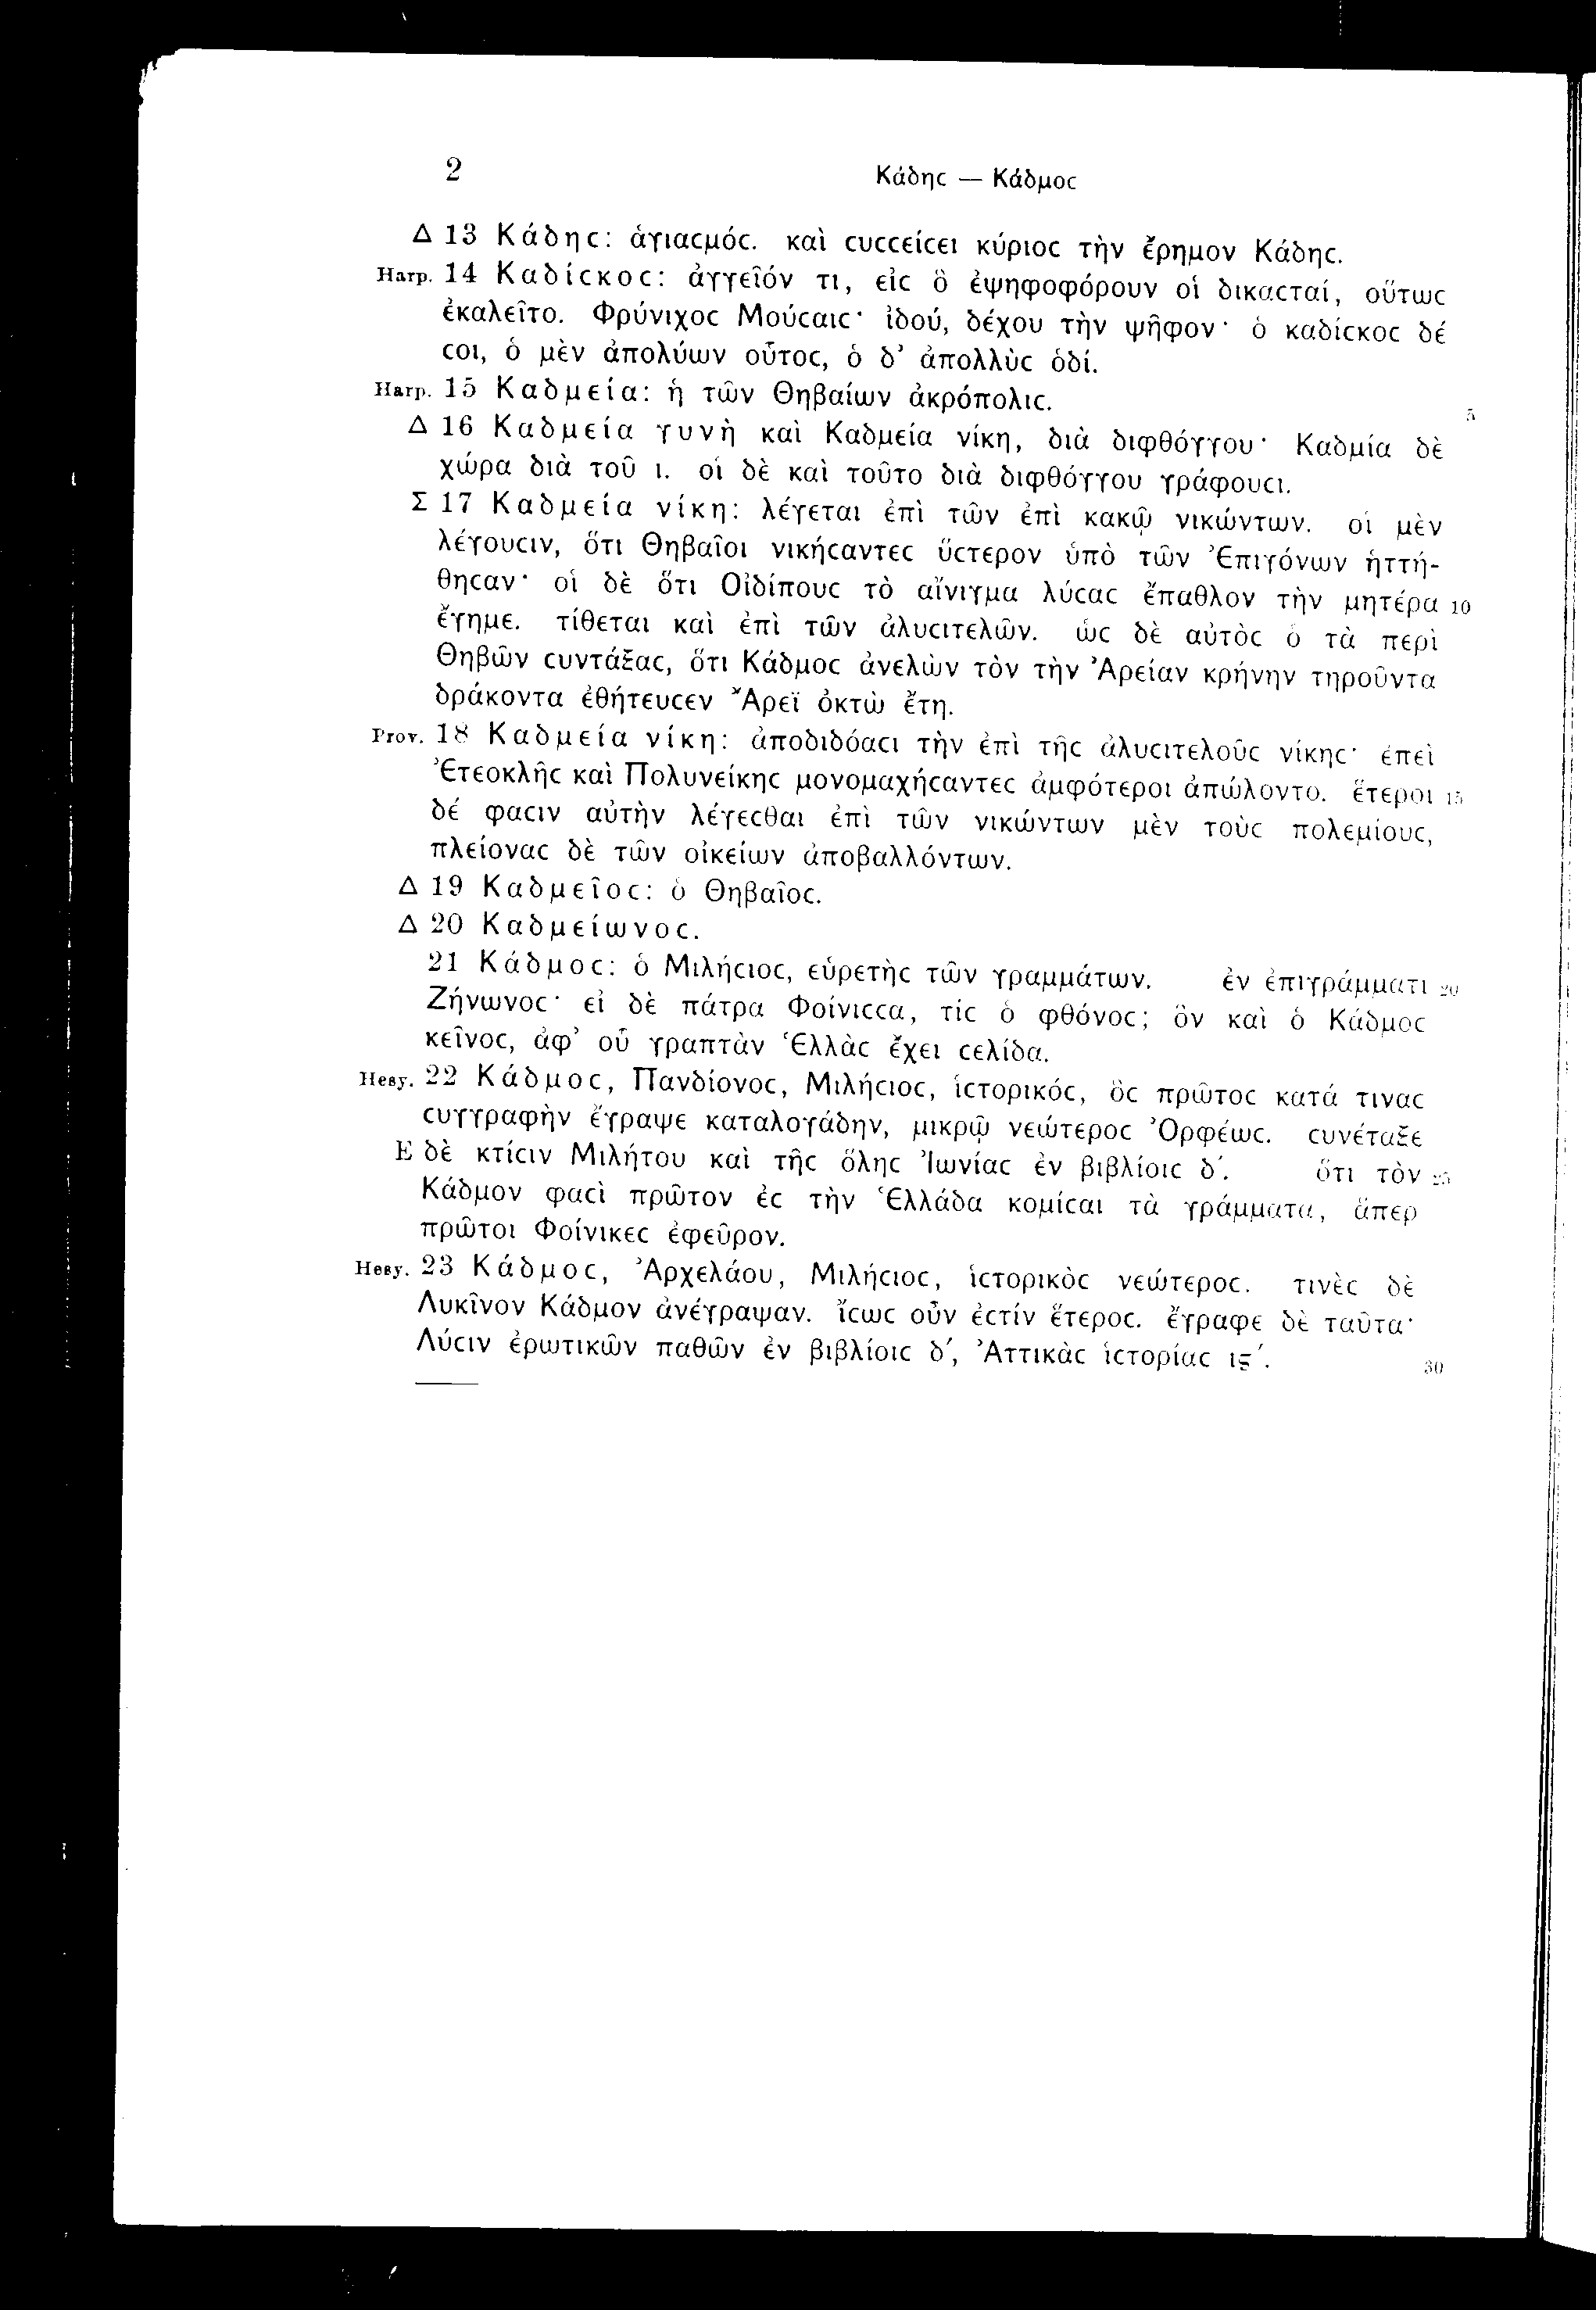 2 Κάδης — Κάδμος
Δ 13 Κάδηϲ: ἁγιαϲμόϲ. καὶ ϲυϲϲείϲει κύριοϲ τὴν ἔρημον Κάδηϲ.
Harp. 14 Καδίϲκοϲ: ἀγγεῖόν τι, εἰϲ ὃ ἐψηφοφόρουν οἱ δικαϲταί, οὕτωϲ
ἐκαλεῖτο. Φρύνιχοϲ Μούϲαιϲ· ἰδού, δέχου τὴν ψῆφον· ὁ καδίϲκοϲ δέ
ϲοι, ὁ μὲν ἀπολύων οὗτοϲ, ὁ δ’ ἀπολλὺϲ ὁδί.
Harp. 15 Καδμεία: ἡ τῶν Θηβαίων ἀκρόπολιϲ. 5
Δ 16 Καδμεία γυνὴ καὶ Καδμεία νίκη, διὰ διφθόγγου· Καδμία δὲ
χώρα διὰ τοῦ ι. οἱ δὲ καὶ τοῦτο διὰ διφθόγγου γράφουϲι.
Σ 17 Καδμεία νίκη: λέγεται ἐπὶ τῶν ἐπὶ κακῷ νικώντων. οἱ μὲν
λέγουϲιν, ὅτι Θηβαῖοι νικήϲαντεϲ ὕϲτερον ὑπὸ τῶν Ἐπιγόνων ἡττή-
θηϲαν· οἱ δὲ ὅτι Οἰδίπουϲ τὸ αἴνιγμα λύϲαϲ ἔπαθλον τὴν μητέρα 10
ἔγημε. τίθεται καὶ ἐπὶ τῶν ἀλυϲιτελῶν. ὡϲ δὲ αὐτὸϲ ὁ τὰ περὶ
Θηβῶν ϲυντάξαϲ, ὅτι Κάδμοϲ ἀνελὼν τὸν τὴν Ἀρείαν κρήνην τηροῦντα
δράκοντα ἐθήτευϲεν Ἄρεϊ ὀκτὼ ἔτη.
Prov. 18 Καδμεία νίκη: ἀποδιδόαϲι τὴν ἐπὶ τῆϲ ἀλυϲιτελοῦϲ νίκηϲ· ἐπεὶ
Ἐτεοκλῆϲ καὶ Πολυνείκηϲ μονομαχήϲαντεϲ ἀμφότεροι ἀπώλοντο. ἕτεροι 15
δέ φαϲιν αὐτὴν λέγεϲθαι ἐπὶ τῶν νικώντων μὲν τοὺϲ πολεμίουϲ,
πλείοναϲ δὲ τῶν οἰκείων ἀποβαλλόντων.
Δ 19 Καδμεῖοϲ: ὁ Θηβαῖοϲ.
Δ 20 Καδμείωνοϲ.
21 Κάδμοϲ: ὁ Μιλήϲιοϲ, εὑρετὴϲ τῶν γραμμάτων. ἐν ἐπιγράμματι 20
Ζήνωνοϲ· εἰ δὲ πάτρα Φοίνιϲϲα, τίϲ ὁ φθόνοϲ; ὃν καὶ ὁ Κάδμοϲ
κεῖνοϲ, ἀφ’ οὗ γραπτὰν Ἑλλὰϲ ἔχει ϲελίδα.
Hesy. 22 Κάδμοϲ, Πανδίονοϲ, Μιλήϲιοϲ, ἱϲτορικόϲ, ὃϲ πρῶτοϲ κατά τιναϲ
ϲυγγραφὴν ἔγραψε καταλογάδην, μικρῷ νεώτεροϲ Ὀρφέωϲ. ϲυνέταξε
E δὲ κτίϲιν Μιλήτου καὶ τῆϲ ὅληϲ Ἰωνίαϲ ἐν βιβλίοιϲ δʹ. ὅτι τὸν 25
Κάδμον φαϲὶ πρῶτον ἐϲ τὴν Ἑλλάδα κομίϲαι τὰ γράμματα, ἅπερ
πρῶτοι Φοίνικεϲ ἐφεῦρον.
Hesy. 23 Κάδμοϲ, Ἀρχελάου, Μιλήϲιοϲ, ἱϲτορικὸϲ νεώτεροϲ. τινὲϲ δὲ
Λυκῖνον Κάδμον ἀνέγραψαν. ἴϲωϲ οὖν ἐϲτίν ἕτεροϲ. ἔγραφε δὲ ταῦτα·
Λύϲιν ἐρωτικῶν παθῶν ἐν βιβλίοιϲ δʹ, Ἀττικὰϲ ἱϲτορίαϲ ιϛʹ. 30